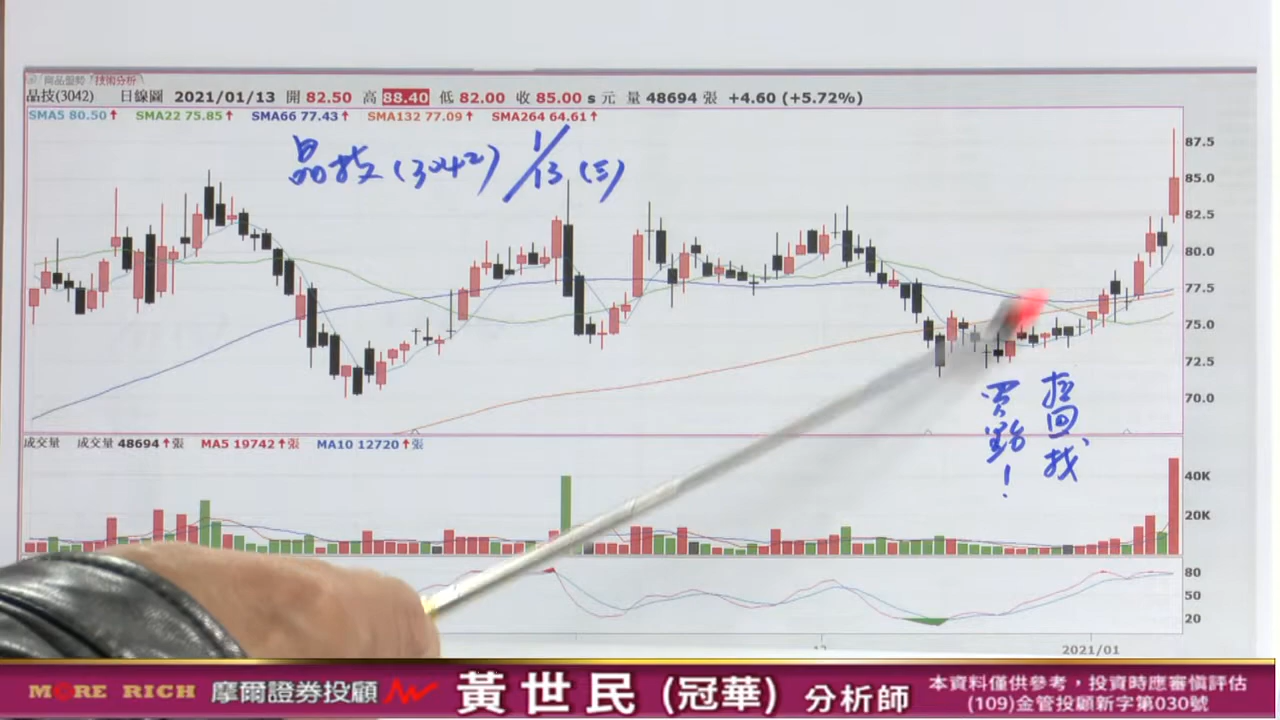 商品盤勢 技術分析
晶技(3042) 日線圖 2021/01/13 開 82.50 高 88.40 低 82.00 收 85.00 s 元 量 48694 張 +4.60 (+5.72%)
SMA5 80.50↑ SMA22 75.85↑ SMA66 77.43↑ SMA132 77.09↑ SMA264 64.61↑
晶技(3042) 1/13(三)
87.5
85.0
82.5
80.0
77.5
75.0
72.5
70.0
拉回找
買點!
成交量 成交量 48694↑張 MA5 19742↑張 MA10 12720↑張
40K
20K
80
50
20
12
2021/01
MORE RICH 摩爾證券投顧 黃世民(冠華)分析師
本資料僅供參考,投資時應審慎評估
(109)金管投顧新字第030號